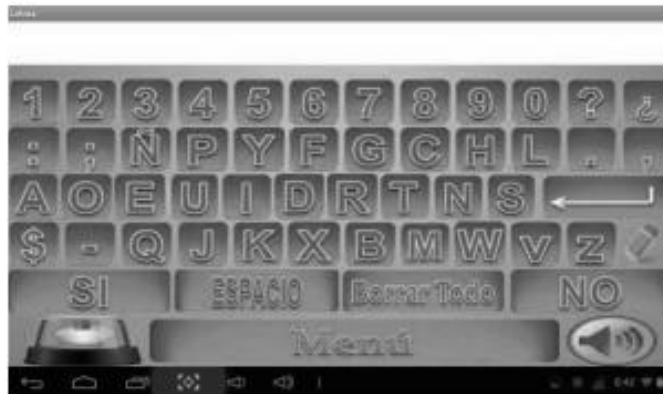 1 2 3 4 5 6 7 8 9 0 ? ¿
: ; Ñ P Y F G C H L . ,
A O E U I D R T N S
$ - Q J K X B M W V Z
SI ESPACIO Borrar Todo NO
Menú